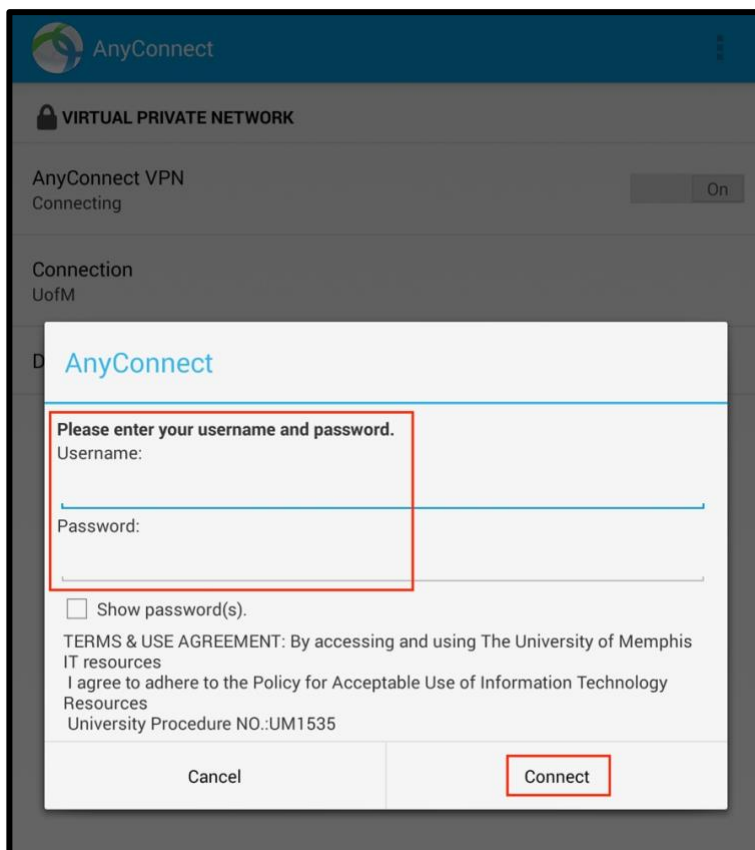 AnyConnect
VIRTUAL PRIVATE NETWORK
AnyConnect VPN
Connecting
On
Connection
UofM
D
AnyConnect
Please enter your username and password.
Username:
Password:
Show password(s).
TERMS & USE AGREEMENT: By accessing and using The University of Memphis
IT resources
I agree to adhere to the Policy for Acceptable Use of Information Technology
Resources
University Procedure NO.:UM1535
Cancel
Connect